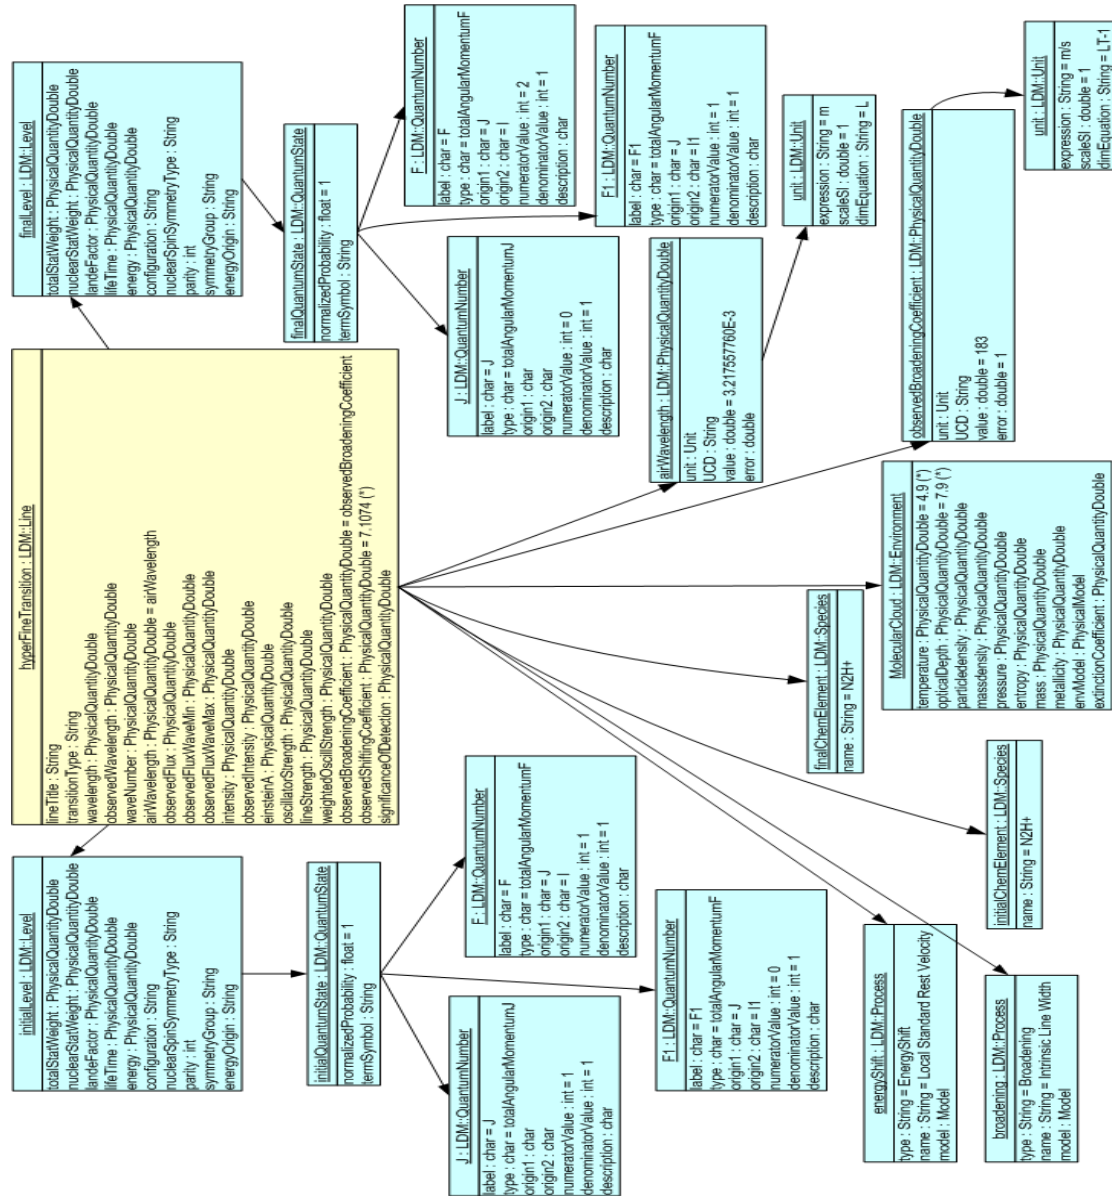 initialLevel : LDM::Level
totalStatWeight : PhysicalQuantityDouble
nuclearStatWeight : PhysicalQuantityDouble
landeFactor : PhysicalQuantityDouble
lifeTime : PhysicalQuantityDouble
energy : PhysicalQuantityDouble
configuration : String
nuclearSpinSymmetryType : String
parity : int
symmetryGroup : String
energyOrigin : String
hyperFineTransition : LDM::Line
lineTitle : String
transitionType : String
wavelength : PhysicalQuantityDouble
observedWavelength : PhysicalQuantityDouble
waveNumber : PhysicalQuantityDouble
airWavelength : PhysicalQuantityDouble = airWavelength
observedFlux : PhysicalQuantityDouble
observedFluxWaveMin : PhysicalQuantityDouble
observedFluxWaveMax : PhysicalQuantityDouble
intensity : PhysicalQuantityDouble
observedIntensity : PhysicalQuantityDouble
einsteinA : PhysicalQuantityDouble
oscillatorStrength : PhysicalQuantityDouble
lineStrength : PhysicalQuantityDouble
weightedOscillStrength : PhysicalQuantityDouble
observedBroadeningCoefficient : PhysicalQuantityDouble = observedBroadeningCoefficient
observedShiftingCoefficient : PhysicalQuantityDouble = 7.1074 (*)
significanceOfDetection : PhysicalQuantityDouble
finalLevel : LDM::Level
totalStatWeight : PhysicalQuantityDouble
nuclearStatWeight : PhysicalQuantityDouble
landeFactor : PhysicalQuantityDouble
lifeTime : PhysicalQuantityDouble
energy : PhysicalQuantityDouble
configuration : String
nuclearSpinSymmetryType : String
parity : int
symmetryGroup : String
energyOrigin : String
initialQuantumState : LDM::QuantumState
normalizedProbability : float = 1
termSymbol : String
finalQuantumState : LDM::QuantumState
normalizedProbability : float = 1
termSymbol : String
J : LDM::QuantumNumber
label : char = J
type : char = totalAngularMomentumJ
origin1 : char
origin2 : char
numeratorValue : int = 1
denominatorValue : int = 1
description : char
F : LDM::QuantumNumber
label : char = F
type : char = totalAngularMomentumF
origin1 : char = J
origin2 : char = I
numeratorValue : int = 1
denominatorValue : int = 1
description : char
J : LDM::QuantumNumber
label : char = J
type : char = totalAngularMomentumJ
origin1 : char
origin2 : char
numeratorValue : int = 0
denominatorValue : int = 1
description : char
F : LDM::QuantumNumber
label : char = F
type : char = totalAngularMomentumF
origin1 : char = J
origin2 : char = I
numeratorValue : int = 2
denominatorValue : int = 1
description : char
F1 : LDM::QuantumNumber
label : char = F1
type : char = totalAngularMomentumF
origin1 : char = J
origin2 : char = I1
numeratorValue : int = 0
denominatorValue : int = 1
description : char
F1 : LDM::QuantumNumber
label : char = F1
type : char = totalAngularMomentumF
origin1 : char = J
origin2 : char = I1
numeratorValue : int = 1
denominatorValue : int = 1
description : char
airWavelength : LDM::PhysicalQuantityDouble
unit : Unit
UCD : String
value : double = 3.217557760E-3
error : double
unit : LDM::Unit
expression : String = m
scaleSI : double = 1
dimEquation : String = L
finalChemElement : LDM::Species
name : String = N2H+
energyShift : LDM::Process
type : String = EnergyShift
name : String = Local Standard Rest Velocity
model : Model
MolecularCloud : LDM::Environment
temperature : PhysicalQuantityDouble = 4.9 (*)
opticalDepth : PhysicalQuantityDouble = 7.9 (*)
particledensity : PhysicalQuantityDouble
massdensity : PhysicalQuantityDouble
pressure : PhysicalQuantityDouble
entropy : PhysicalQuantityDouble
mass : PhysicalQuantityDouble
metallicity : PhysicalQuantityDouble
envModel : PhysicalModel
extinctionCoefficient : PhysicalQuantityDouble
observedBroadeningCoefficient : LDM::PhysicalQuantityDouble
unit : Unit
UCD : String
value : double = 183
error : double = 1
broadening : LDM::Process
type : String = Broadening
name : String = Intrinsic Line Width
model : Model
initialChemElement : LDM::Species
name : String = N2H+
unit : LDM::Unit
expression : String = m/s
scaleSI : double = 1
dimEquation : String = LT-1